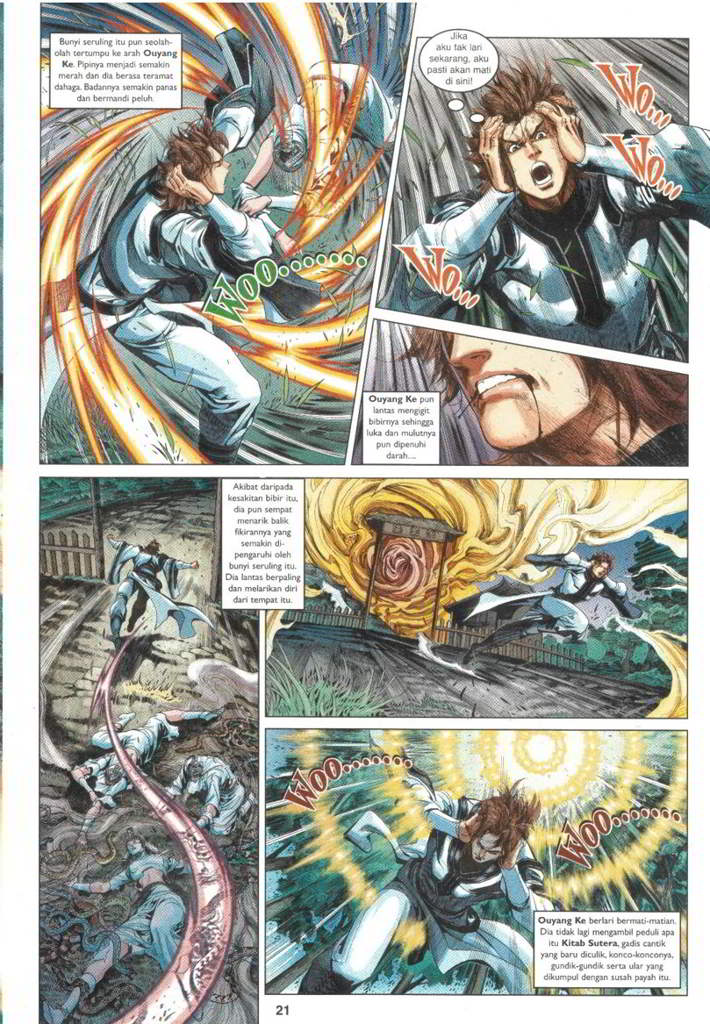 Bunyi seruling itu pun seolah-
olah tertumpu ke arah Ouyang
Ke. Pipinya menjadi semakin
merah dan dia berasa teramat
dahaga. Badannya semakin panas
dan bermandi peluh.
Jika
aku tak lari
sekarang, aku
pasti akan mati
di sini!
WO...
WO...
WO...
WOO........
Ouyang Ke pun
lantas mengigit
bibirnya sehingga
luka dan mulutnya
pun dipenuhi
darah....
Akibat daripada
kesakitan bibir itu,
dia pun sempat
menarik balik
fikirannya yang
semakin di-
pengaruhi oleh
bunyi seruling itu.
Dia lantas berpaling
dan melarikan diri
dari tempat itu.
WOO.......
WOO.......
Ouyang Ke berlari bermati-matian.
Dia tidak lagi mengambil peduli apa
itu Kitab Sutera, gadis cantik
yang baru diculik, konco-konconya,
gundik-gundik serta ular yang
dikumpul dengan susah payah itu.
21